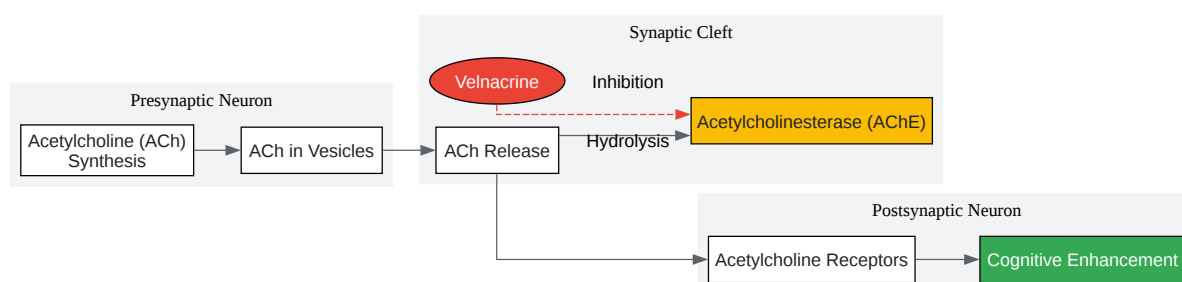 Synaptic Cleft
Velnacrine
Inhibition
Presynaptic Neuron
Acetylcholinesterase (AChE)
Acetylcholine (ACh)
Synthesis
ACh in Vesicles
ACh Release
Hydrolysis
Postsynaptic Neuron
Acetylcholine Receptors
Cognitive Enhancement